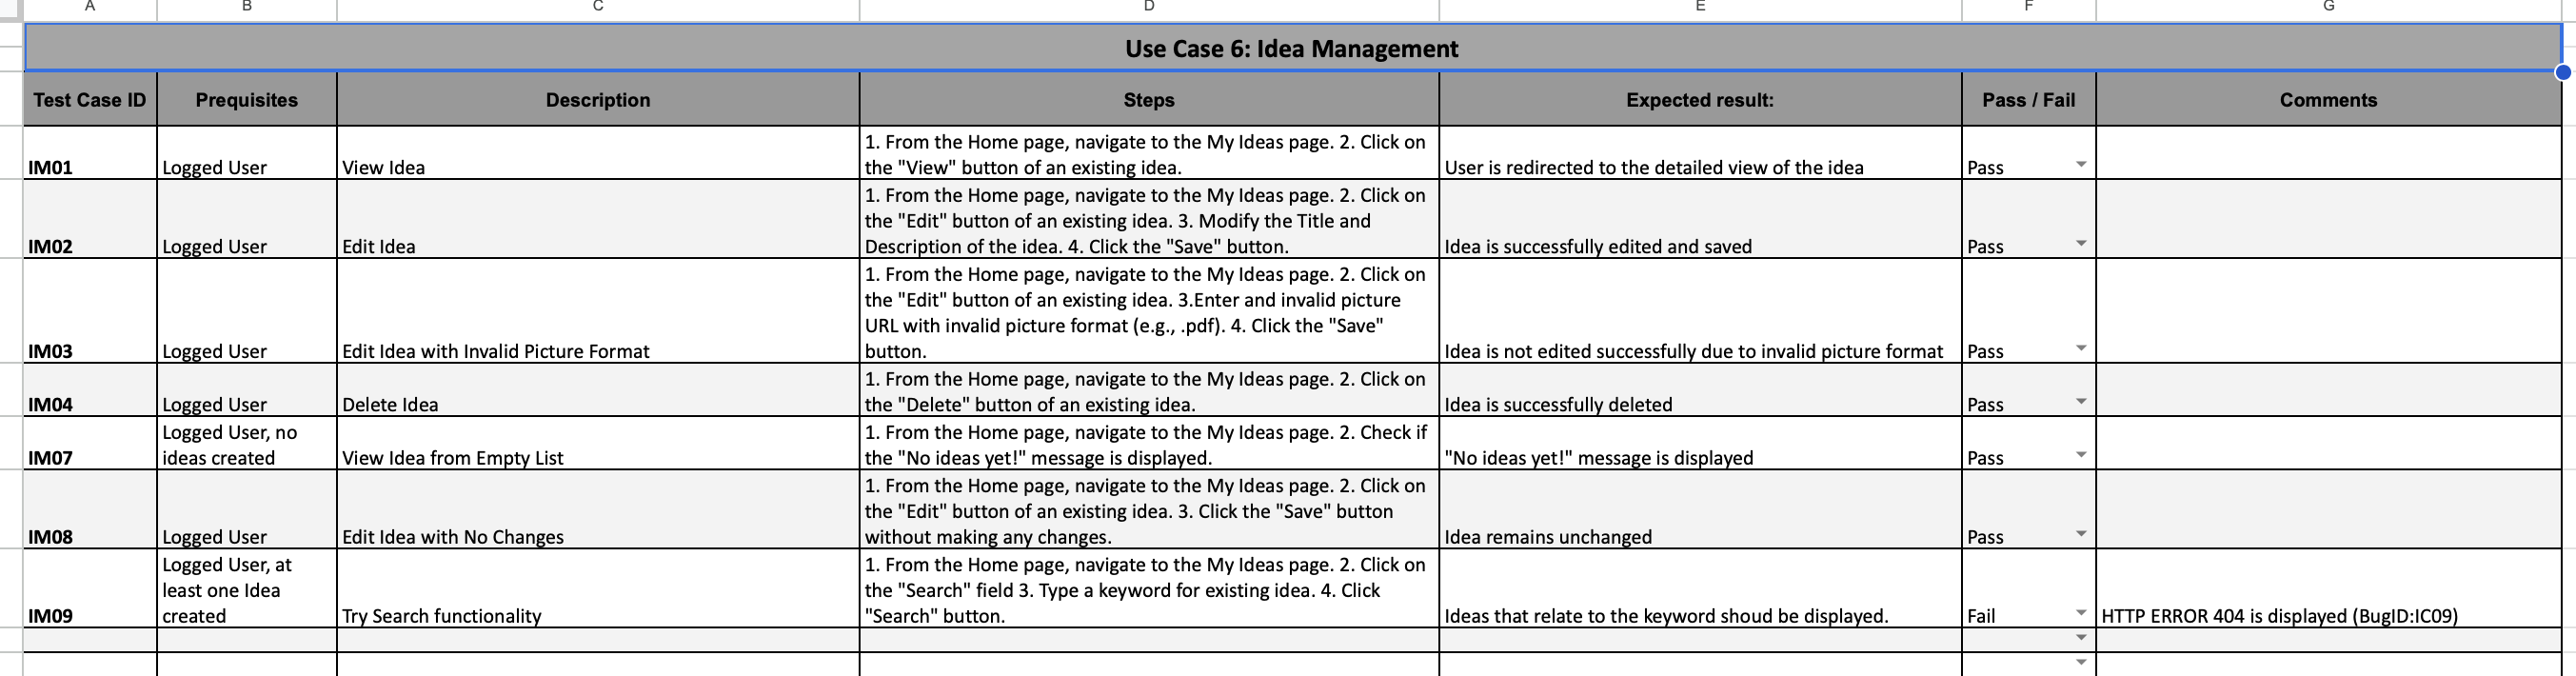 A B C D E F G
Use Case 6: Idea Management
Test Case ID Prequisites Description Steps Expected result: Pass / Fail Comments
1. From the Home page, navigate to the My Ideas page. 2. Click on
IM01 Logged User View Idea the "View" button of an existing idea. User is redirected to the detailed view of the idea Pass
1. From the Home page, navigate to the My Ideas page. 2. Click on
the "Edit" button of an existing idea. 3. Modify the Title and
IM02 Logged User Edit Idea Description of the idea. 4. Click the "Save" button. Idea is successfully edited and saved Pass
1. From the Home page, navigate to the My Ideas page. 2. Click on
the "Edit" button of an existing idea. 3.Enter and invalid picture
URL with invalid picture format (e.g., .pdf). 4. Click the "Save"
IM03 Logged User Edit Idea with Invalid Picture Format button. Idea is not edited successfully due to invalid picture format Pass
1. From the Home page, navigate to the My Ideas page. 2. Click on
IM04 Logged User Delete Idea the "Delete" button of an existing idea. Idea is successfully deleted Pass
Logged User, no 1. From the Home page, navigate to the My Ideas page. 2. Check if
IM07 ideas created View Idea from Empty List the "No ideas yet!" message is displayed. "No ideas yet!" message is displayed Pass
1. From the Home page, navigate to the My Ideas page. 2. Click on
the "Edit" button of an existing idea. 3. Click the "Save" button
IM08 Logged User Edit Idea with No Changes without making any changes. Idea remains unchanged Pass
Logged User, at 1. From the Home page, navigate to the My Ideas page. 2. Click on
least one Idea the "Search" field 3. Type a keyword for existing idea. 4. Click
IM09 created Try Search functionality "Search" button. Ideas that relate to the keyword shoud be displayed. Fail HTTP ERROR 404 is displayed (BugID:IC09)